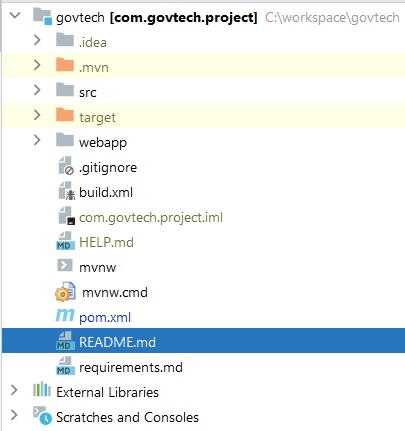 govtech [com.govtech.project] C:\workspace\govtech
.idea
.mvn
src
target
webapp
.gitignore
build.xml
com.govtech.project.iml
MD HELP.md
mvnw
mvnw.cmd
m pom.xml
MD README.md
MD requirements.md
External Libraries
Scratches and Consoles